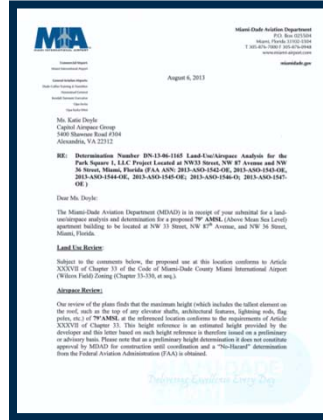 MIA
MIAMI INTERNATIONAL AIRPORT
Miami-Dade Aviation Department
P.O. Box 025504
Miami, Florida 33102-5504
T 305-876-7000 F 305-876-0948
www.miami-airport.com
miamidade.gov
Commercial Airport:
Miami International Airport
General Aviation Airports:
Dade-Collier Training & Transition
Homestead General
Kendall-Tamiami Executive
Opa-locka
Opa-locka West
August 6, 2013
Ms. Katie Doyle
Capitol Airspace Group
5400 Shawnee Road #304
Alexandria, VA 22312
RE: Determination Number DN-13-06-1165 Land-Use/Airspace Analysis for the
Park Square 1, LLC Project Located at NW33 Street, NW 87 Avenue and NW
36 Street, Miami, Florida (FAA ASN: 2013-ASO-1542-OE, 2013-ASO-1543-OE,
2013-ASO-1544-OE, 2013-ASO-1545-OE; 2013-ASO-1546-O; 2013-ASO-1547-
OE )
Dear Ms. Doyle:
The Miami-Dade Aviation Department (MDAD) is in receipt of your submittal for a land-
use/airspace analysis and determination for a proposed 79' AMSL (Above Mean Sea Level)
apartment building to be located at NW 33 Street, NW 87th Avenue, and NW 36 Street,
Miami, Florida.
Land Use Review:
Subject to the comments below, the proposed use at this location conforms to Article
XXXVII of Chapter 33 of the Code of Miami-Dade County Miami International Airport
(Wilcox Field) Zoning (Chapter 33-330, et seq.).
Airspace Review:
Our review of the plans finds that the maximum height (which includes the tallest element on
the roof, such as the top of any elevator shafts, architectural features, lightning rods, flag
poles, etc.) of 79'AMSL at the referenced location conforms to the requirements of Article
XXXVII of Chapter 33. This height reference is an estimated height provided by the
developer and this letter based on such height reference is therefore issued on a preliminary
or advisory basis. Please note that as a preliminary height determination it does not constitute
approval by MDAD for construction until coordination and a "No-Hazard" determination
from the Federal Aviation Administration (FAA) is obtained.
MIAMI-DADE
Delivering Excellence Every Day